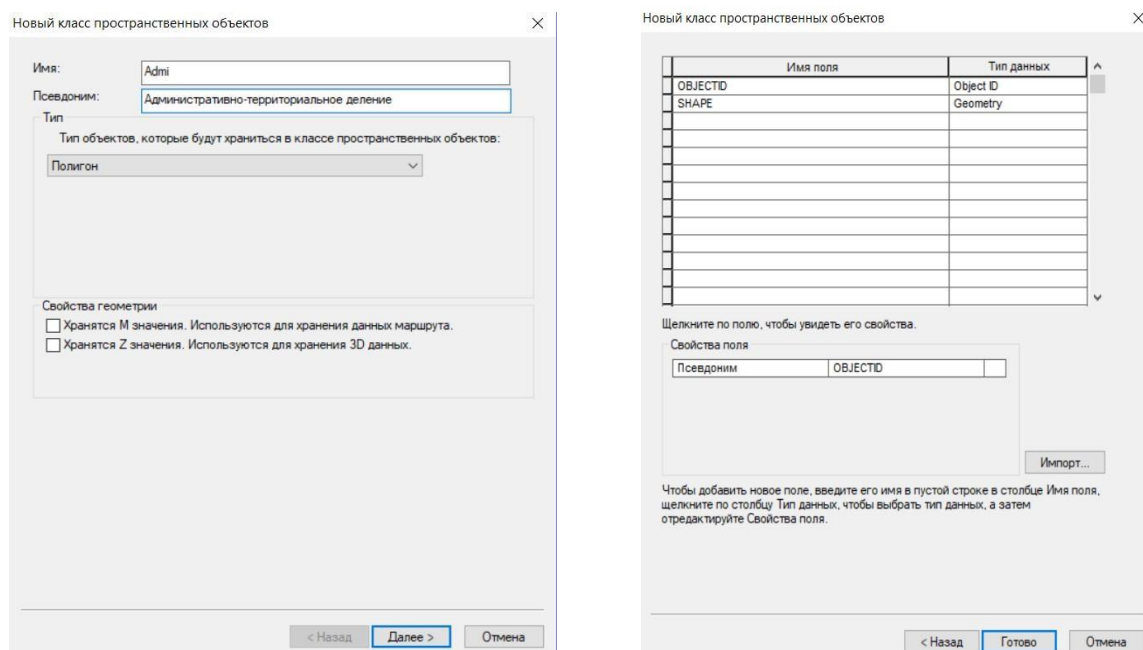 Новый класс пространственных объектов
Имя:
Admi
Псевдоним:
Административно-территориальное деление
Тип
Тип объектов, которые будут храниться в классе пространственных объектов:
Полигон
Свойства геометрии
Хранятся M значения. Используются для хранения данных маршрута.
Хранятся Z значения. Используются для хранения 3D данных.
< Назад
Далее >
Отмена
Новый класс пространственных объектов
Имя поля Тип данных
OBJECTID Object ID
SHAPE Geometry
Щелкните по полю, чтобы увидеть его свойства.
Свойства поля
Псевдоним OBJECTID
Импорт...
Чтобы добавить новое поле, введите его имя в пустой строке в столбце Имя поля,
щелкните по столбцу Тип данных, чтобы выбрать тип данных, а затем
отредактируйте Свойства поля.
< Назад
Готово
Отмена